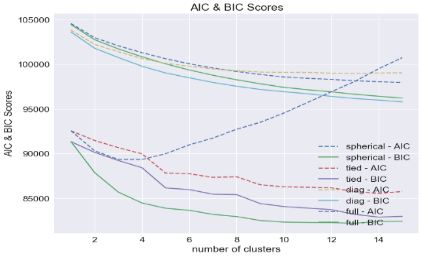 AIC & BIC Scores
105000
100000
95000
90000
85000
AIC & BIC Scores
spherical - AIC
spherical - BIC
tied - AIC
tied - BIC
diag - AIC
diag - BIC
full - AIC
full - BIC
2 4 6 8 10 12 14
number of clusters